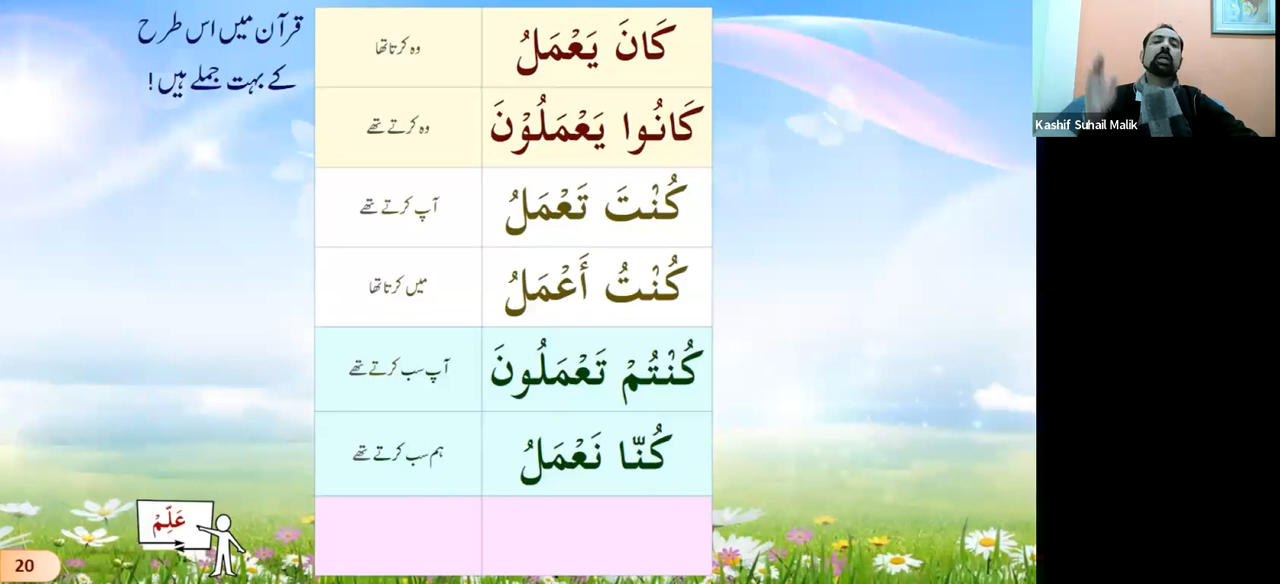 قرآن میں اس طرح
کے بہت جملے ہیں!
كَانَ يَعْمَلُ
وہ کرتا تھا
كَانُوا يَعْمَلُوْنَ
وہ کرتے تھے
كُنْتَ تَعْمَلُ
آپ کرتے تھے
كُنْتُ أَعْمَلُ
میں کرتا تھا
كُنْتُمْ تَعْمَلُونَ
آپ سب کرتے تھے
كُنَّا نَعْمَلُ
ہم سب کرتے تھے
عَلِّمْ
20
Kashif Suhail Malik